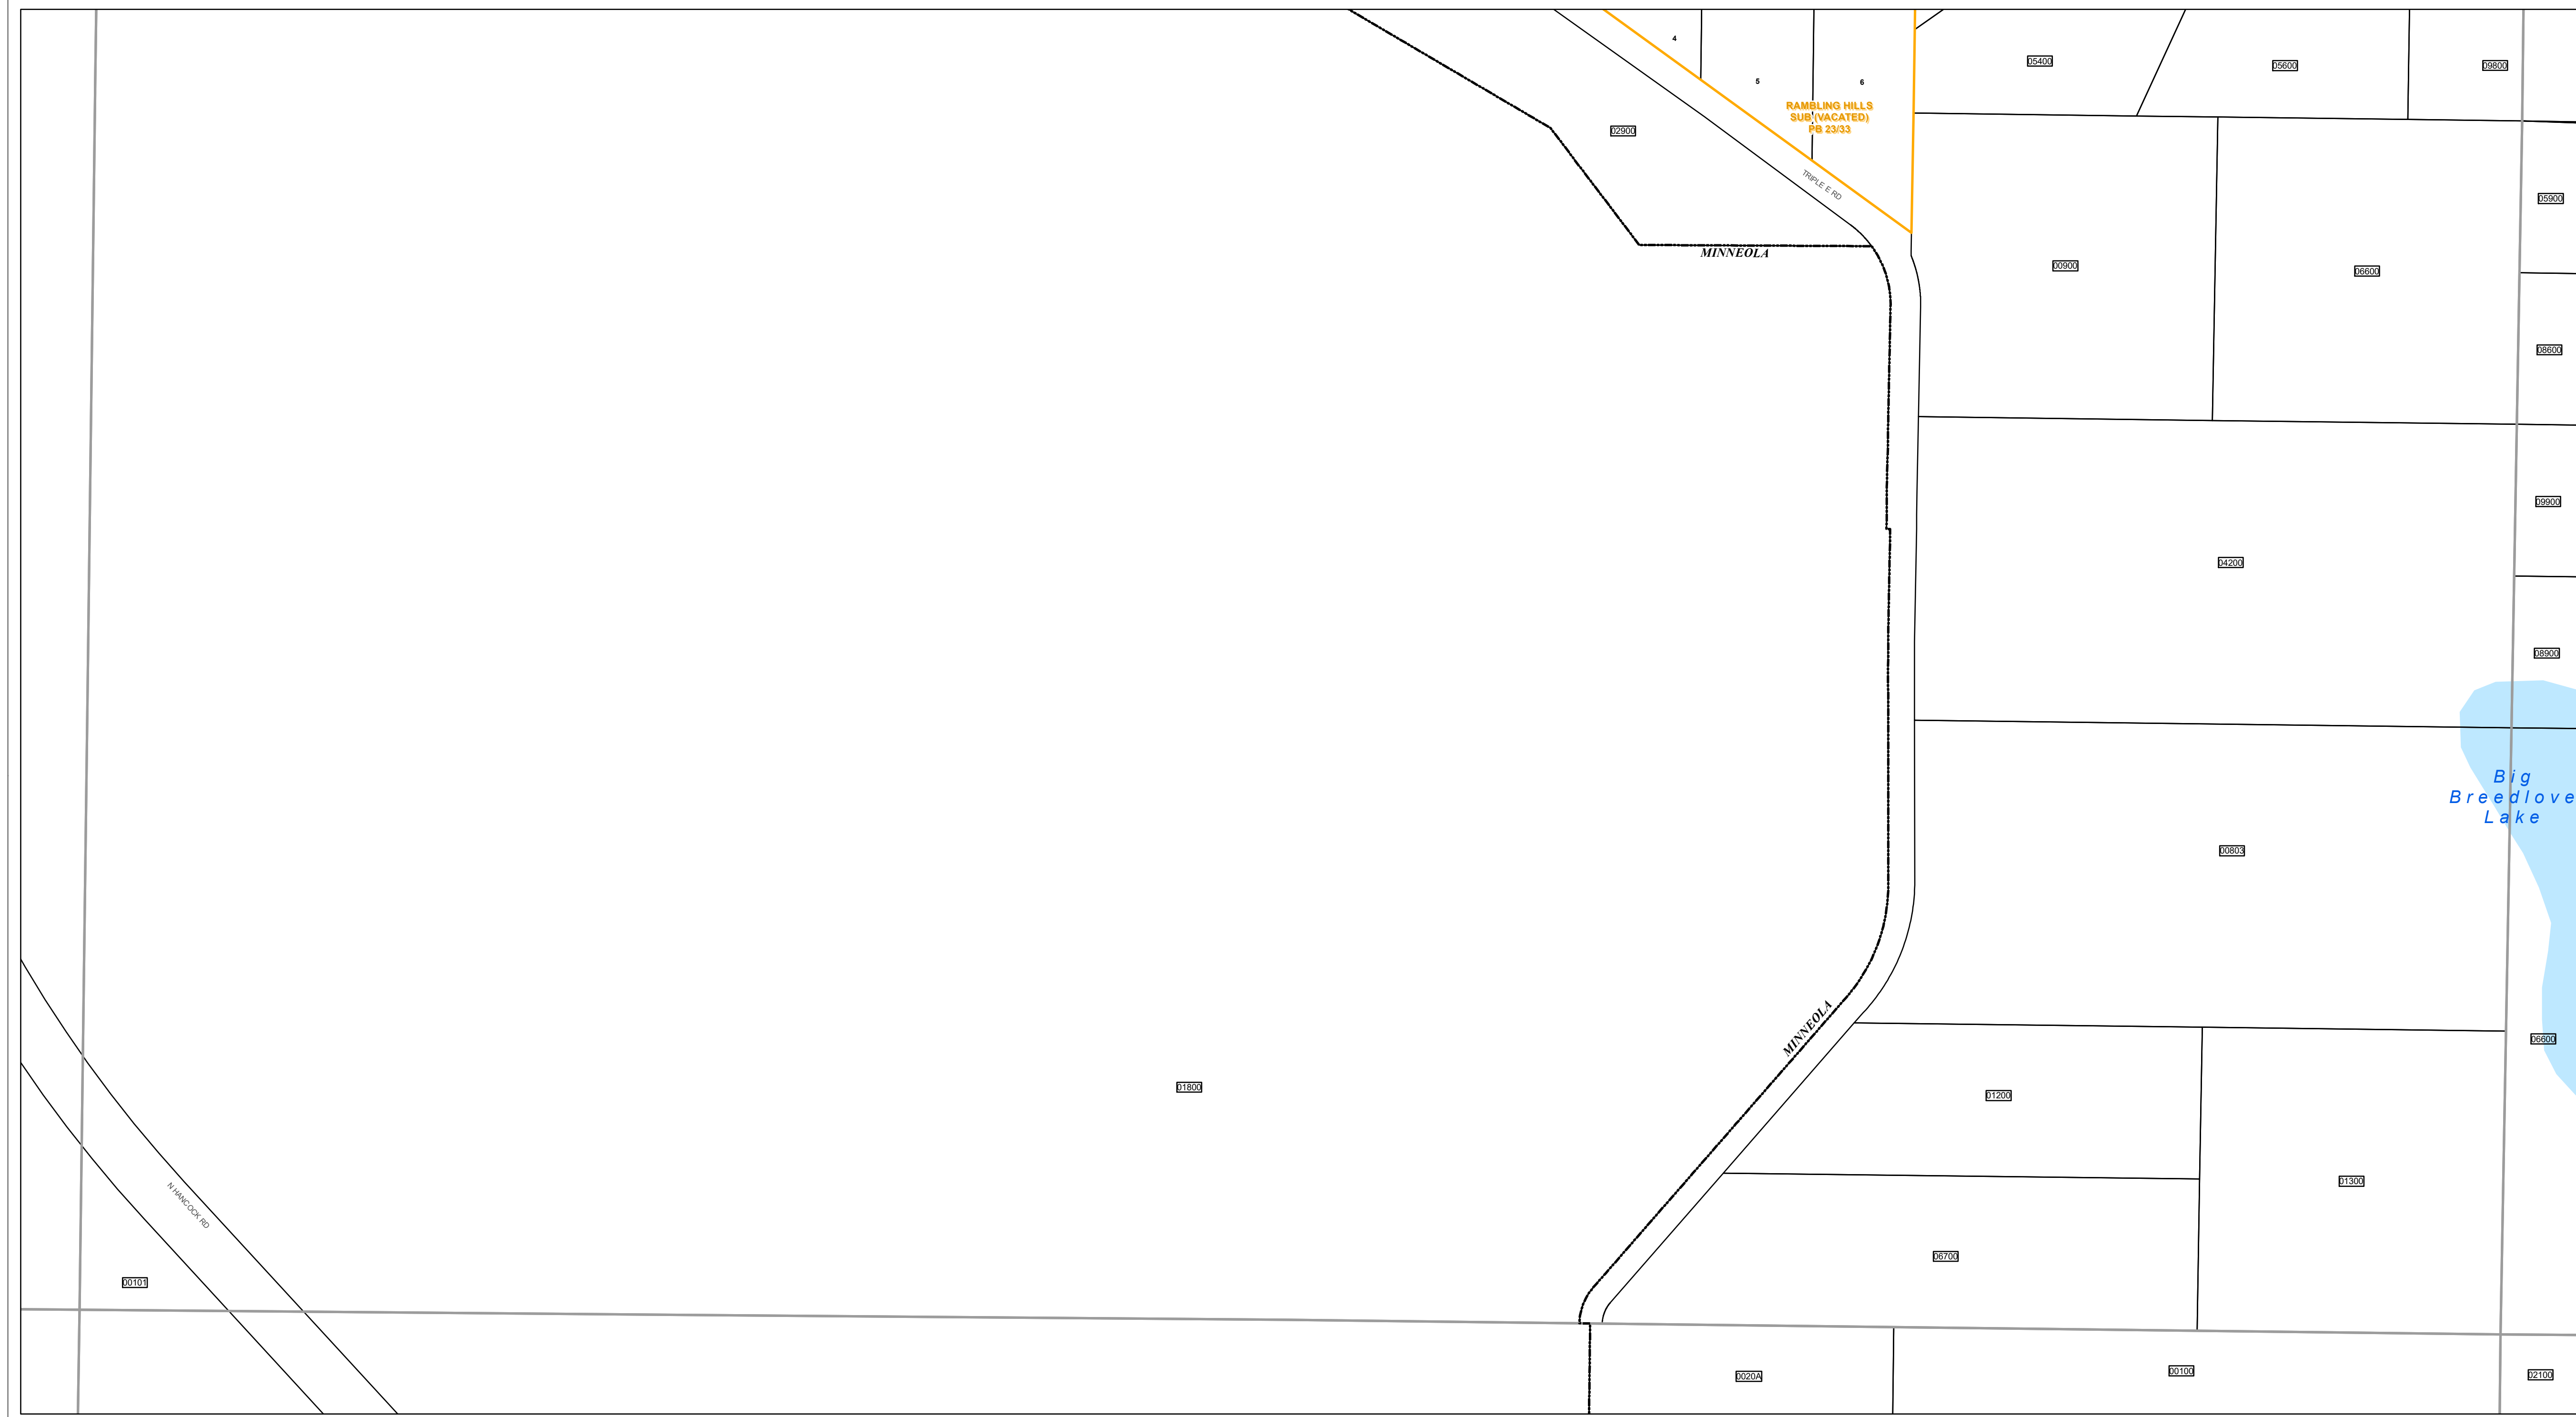 4
5
6
05400
05600
09800
RAMBLING HILLS
SUB (VACATED)
PB 23/33
02900
TRIPLE E RD
05900
MINNEOLA
00900
06600
08600
09900
04200
08900
Big
Breedlove
Lake
00803
MINNEOLA
06600
01800
01200
01300
N HANCOCK RD
06700
00101
0020A
00100
02100